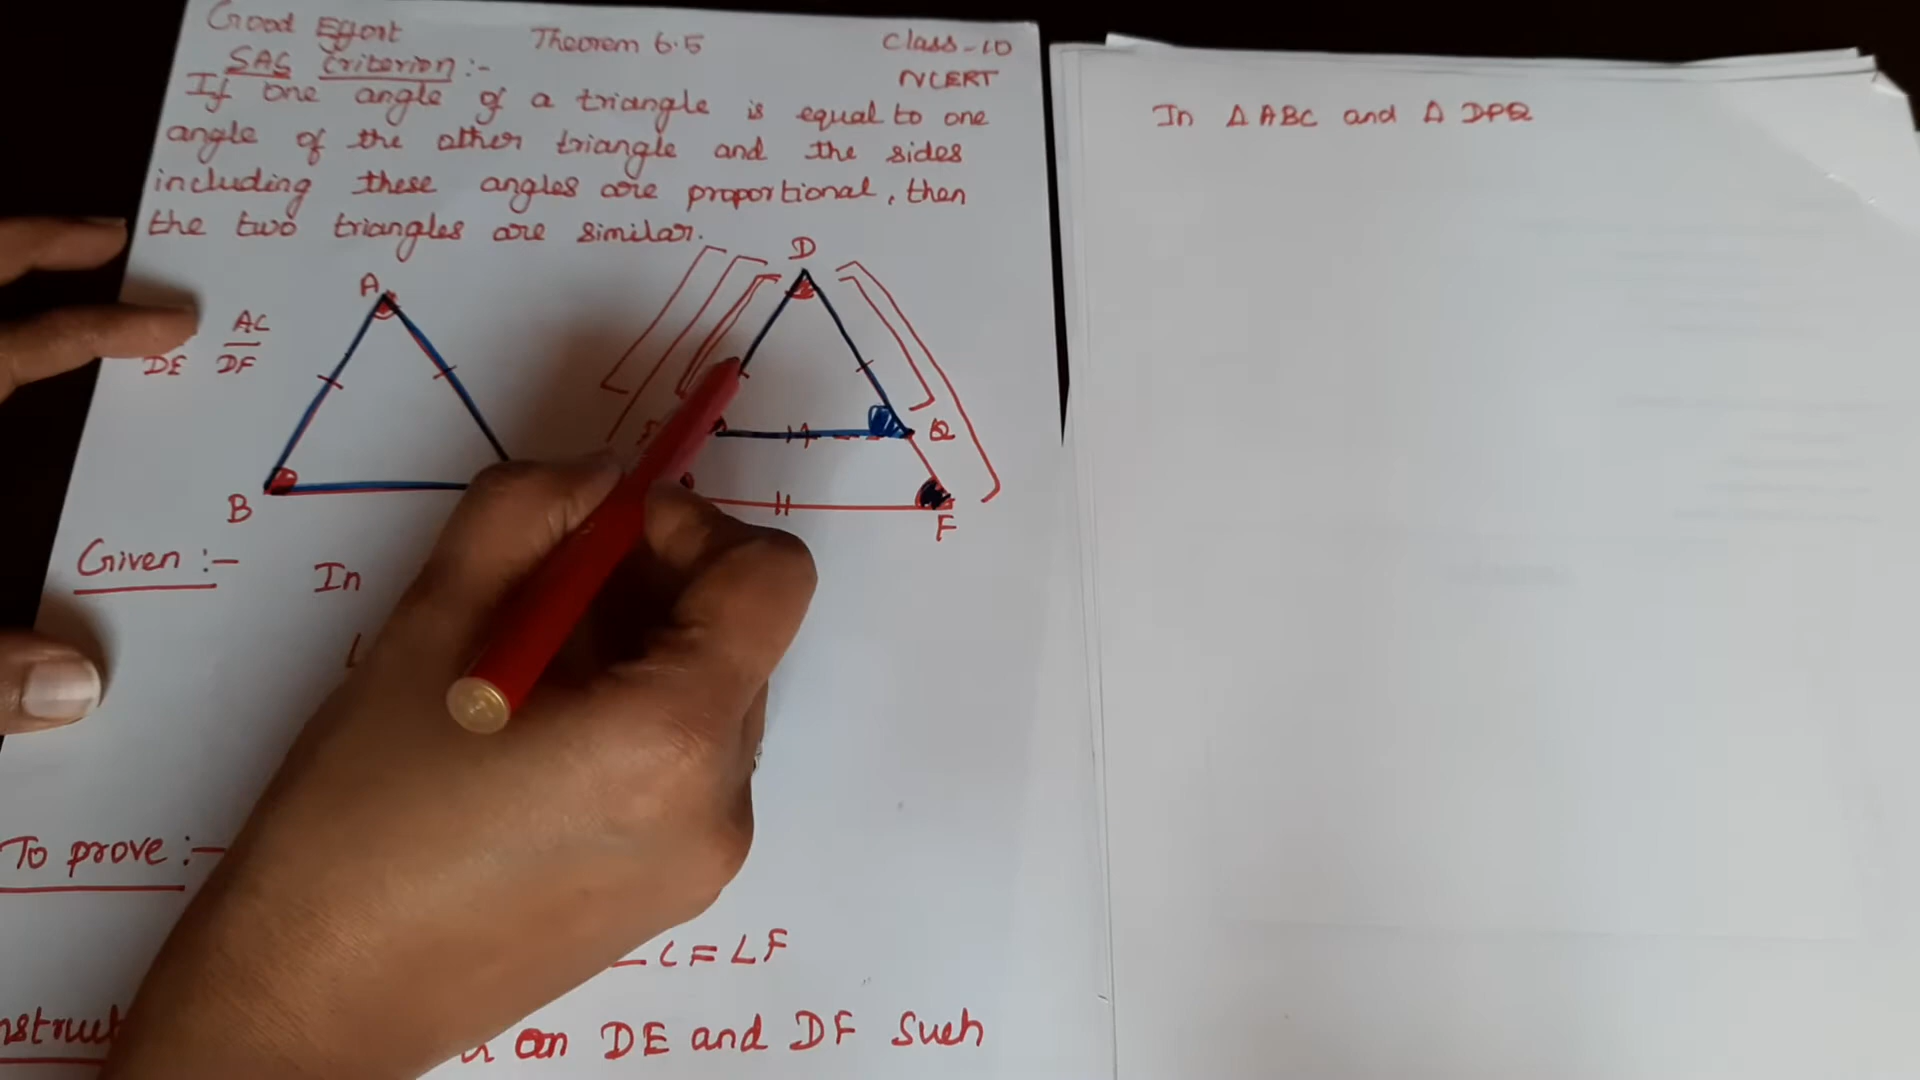 Good Effort Theorem 6.5 Class-10
SAS Criterion :- NCERT
If one angle of a triangle is equal to one
angle of the other triangle and the sides
including these angles are proportional, then
the two triangles are similar.
D
A
AC
DE DF
B
Q
F
Given :- In
To prove :-
∠C = ∠F
on DE and DF Such
In Δ ABC and Δ DPQ